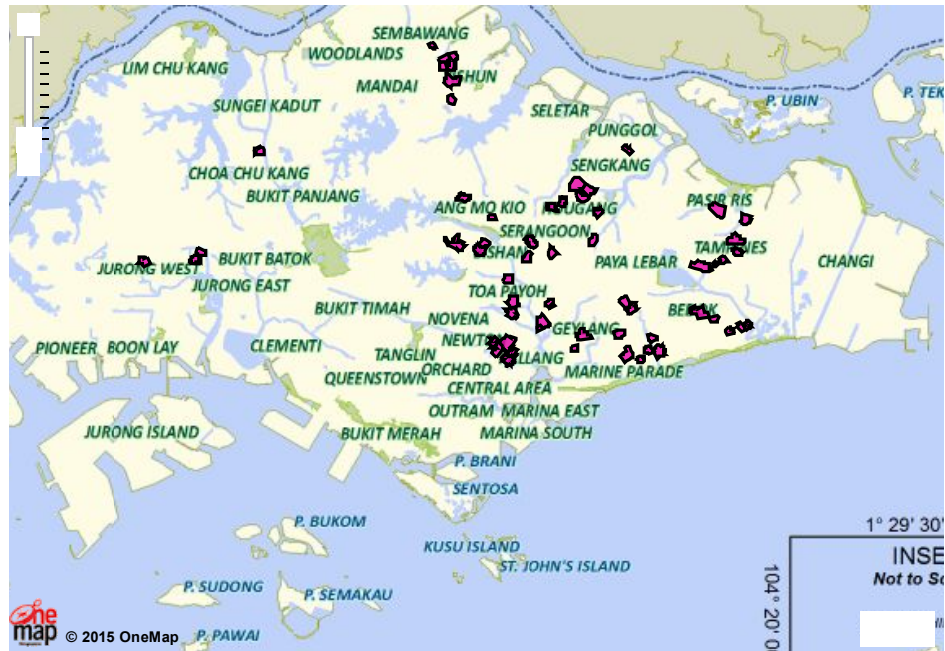 SEMBAWANG
WOODLANDS
LIM CHU KANG
MANDAI
SUNGEI KADUT
SELETAR
P. UBIN
P. TEK
PUNGGOL
SENGKANG
CHOA CHU KANG
BUKIT PANJANG
ANG MO KIO
PASIR RIS
SERANGOON
BISHAN
JURONG WEST
BUKIT BATOK
PAYA LEBAR
CHANGI
JURONG EAST
TOA PAYOH
BUKIT TIMAH
NOVENA
GEYLANG
PIONEER
BOON LAY
CLEMENTI
TANGLIN
ORCHARD
QUEENSTOWN
MARINE PARADE
CENTRAL AREA
OUTRAM
MARINA EAST
JURONG ISLAND
BUKIT MERAH
MARINA SOUTH
P. BRANI
SENTOSA
P. BUKOM
KUSU ISLAND
ST. JOHN'S ISLAND
P. SUDONG
P. SEMAKAU
P. PAWAI
1° 29' 30
INSE
Not to Sc
104° 20' 0
One
map © 2015 OneMap